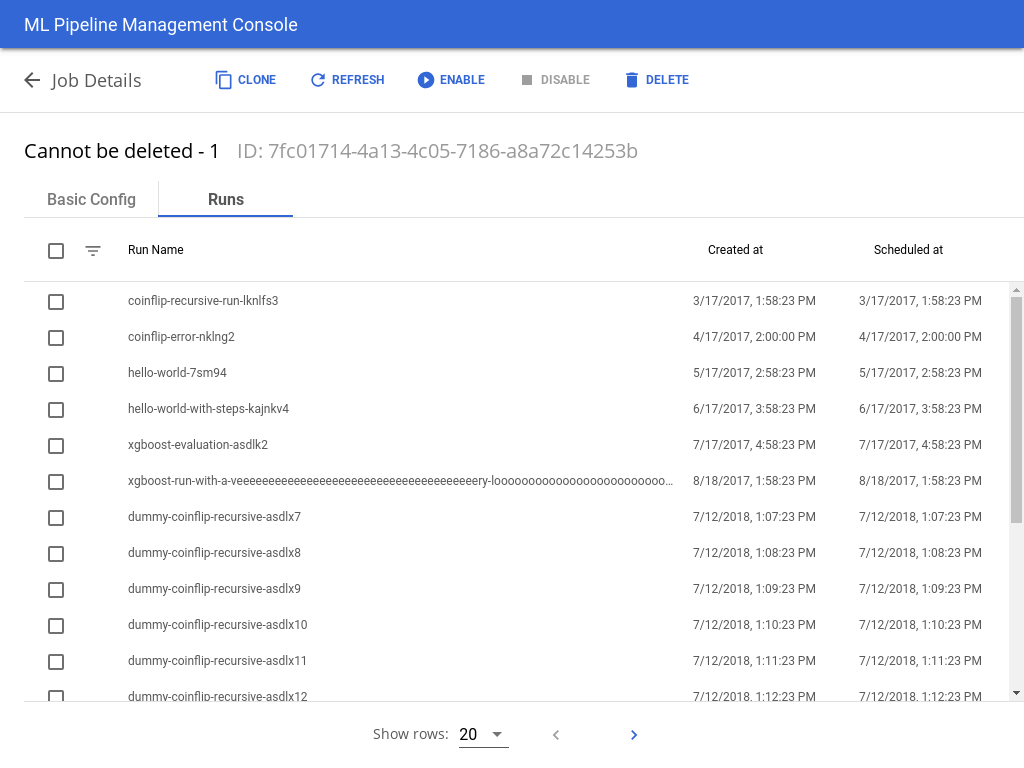 ML Pipeline Management Console
Job Details CLONE REFRESH ENABLE DISABLE DELETE
Cannot be deleted - 1 ID: 7fc01714-4a13-4c05-7186-a8a72c14253b
Basic Config Runs
Run Name Created at Scheduled at
coinflip-recursive-run-lknlfs3 3/17/2017, 1:58:23 PM 3/17/2017, 1:58:23 PM
coinflip-error-nklng2 4/17/2017, 2:00:00 PM 4/17/2017, 2:00:00 PM
hello-world-7sm94 5/17/2017, 2:58:23 PM 5/17/2017, 2:58:23 PM
hello-world-with-steps-kajnkv4 6/17/2017, 3:58:23 PM 6/17/2017, 3:58:23 PM
xgboost-evaluation-asdlk2 7/17/2017, 4:58:23 PM 7/17/2017, 4:58:23 PM
xgboost-run-with-a-veeeeeeeeeeeeeeeeeeeeeeeeeeeeeeeeeeeeeeery-looooooooooooooooooooooooooo… 8/18/2017, 1:58:23 PM 8/18/2017, 1:58:23 PM
dummy-coinflip-recursive-asdlx7 7/12/2018, 1:07:23 PM 7/12/2018, 1:07:23 PM
dummy-coinflip-recursive-asdlx8 7/12/2018, 1:08:23 PM 7/12/2018, 1:08:23 PM
dummy-coinflip-recursive-asdlx9 7/12/2018, 1:09:23 PM 7/12/2018, 1:09:23 PM
dummy-coinflip-recursive-asdlx10 7/12/2018, 1:10:23 PM 7/12/2018, 1:10:23 PM
dummy-coinflip-recursive-asdlx11 7/12/2018, 1:11:23 PM 7/12/2018, 1:11:23 PM
dummy-coinflip-recursive-asdlx12 7/12/2018, 1:12:23 PM 7/12/2018, 1:12:23 PM
Show rows: 20